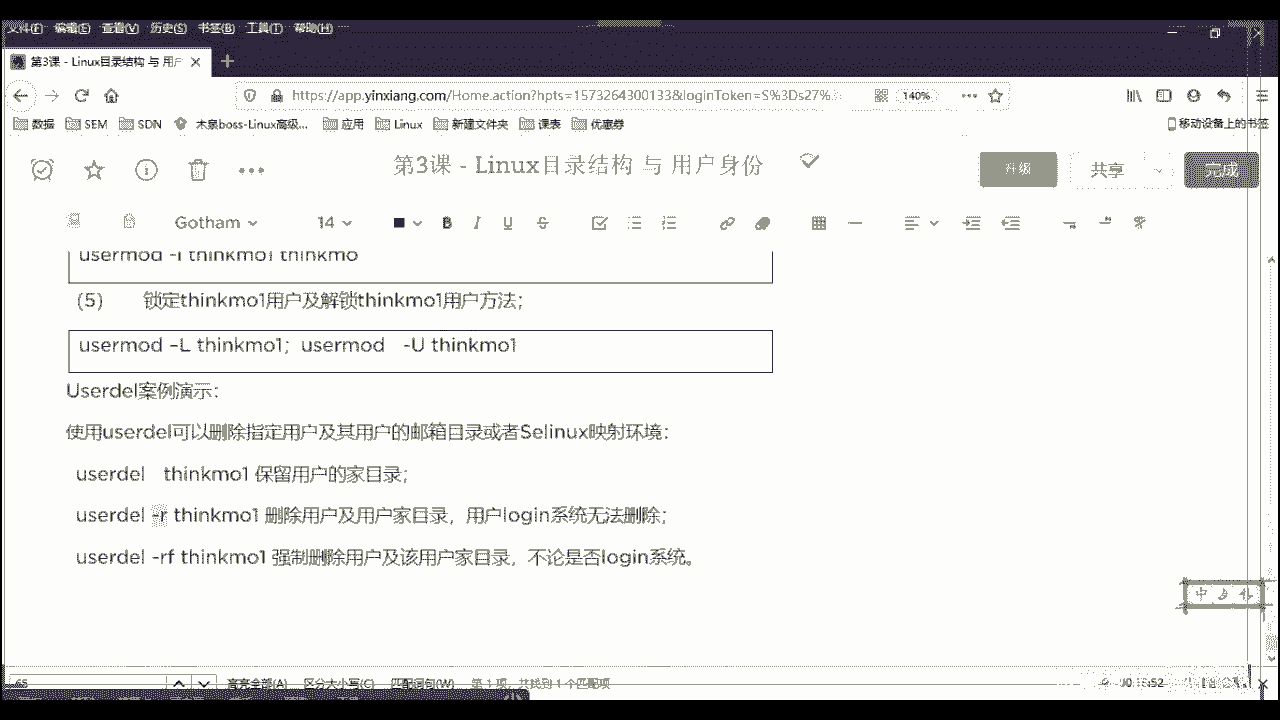 文件(F) 编辑(E) 查看(V) 历史(S) 书签(B) 工具(T) 帮助(H)
第3课 - Linux目录结构 与 用户
https://app.yinxiang.com/Home.action?hpts=1573264300133&loginToken=S%3Ds27%.
140%
数据 SEM SDN 木泉boss-Linux高级... 应用 Linux 新建文件夹 课表 优惠券
移动设备上的书签
第3课 - Linux目录结构 与 用户身份
升级 共享 完成
Gotham 14 B I U S
usermod -l thinkmo1 thinkmo
(5) 锁定thinkmo1用户及解锁thinkmo1用户方法；
usermod –L thinkmo1；usermod -U thinkmo1
Userdel案例演示：
使用userdel可以删除指定用户及其用户的邮箱目录或者Selinux映射环境：
userdel thinkmo1 保留用户的家目录；
userdel –r thinkmo1 删除用户及用户家目录，用户login系统无法删除；
userdel -rf thinkmo1 强制删除用户及该用户家目录，不论是否login系统。
中
65 高亮全部(A) 区分大小写(C) 匹配词句(W) 第 1 项，共找到 1 个匹配项